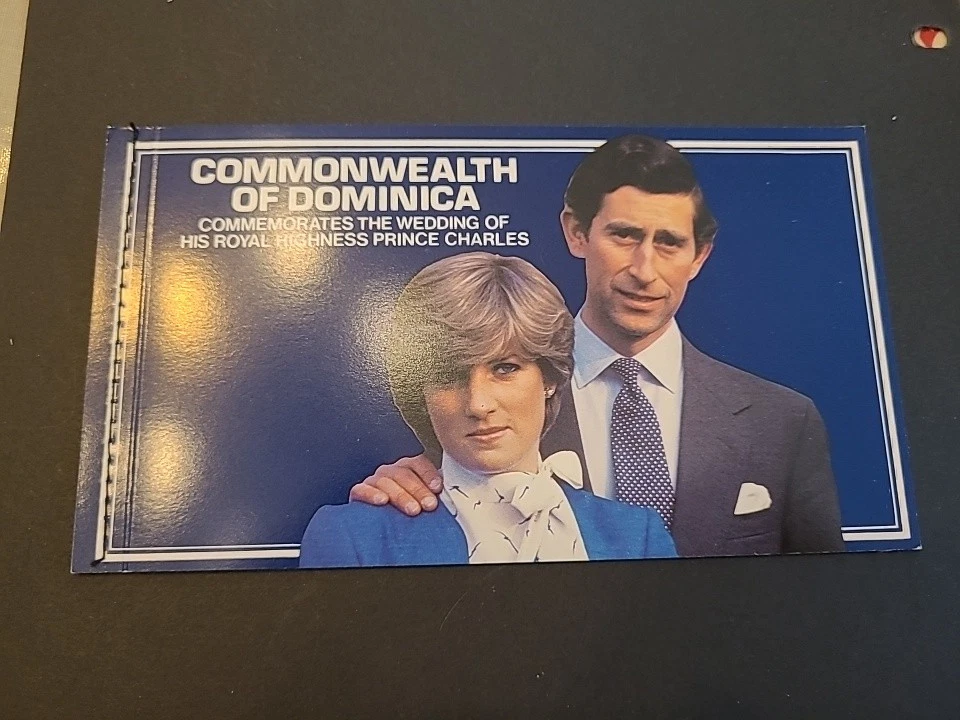 COMMONWEALTH
OF DOMINICA
COMMEMORATES THE WEDDING OF
HIS ROYAL HIGHNESS PRINCE CHARLES